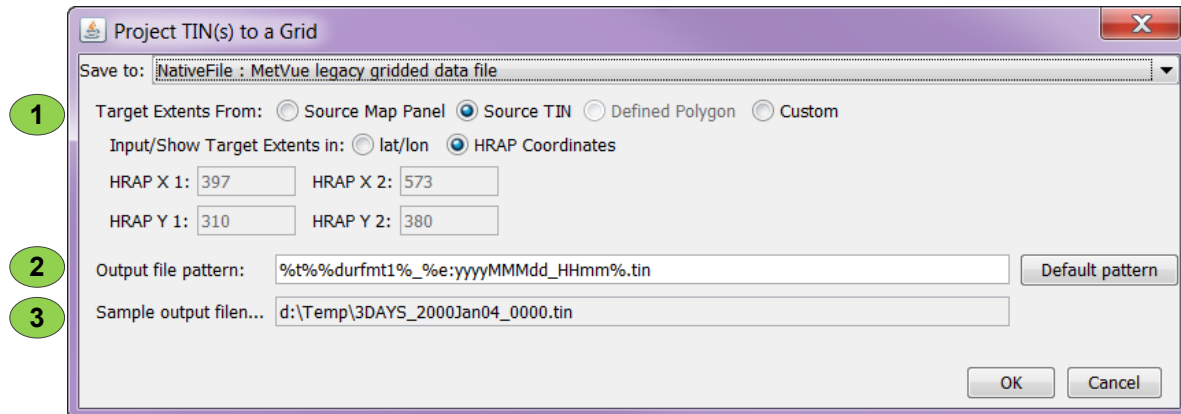 Project TIN(s) to a Grid
Save to: NativeFile : MetVue legacy gridded data file
1 Target Extents From: Source Map Panel Source TIN Defined Polygon Custom
Input/Show Target Extents in: lat/lon HRAP Coordinates
HRAP X 1: 397 HRAP X 2: 573
HRAP Y 1: 310 HRAP Y 2: 380
2 Output file pattern: %t%%durfmt1%_%e:yyyyMMMdd_HHmm%.tin Default pattern
3 Sample output filen... d:\Temp\3DAYS_2000Jan04_0000.tin
OK Cancel